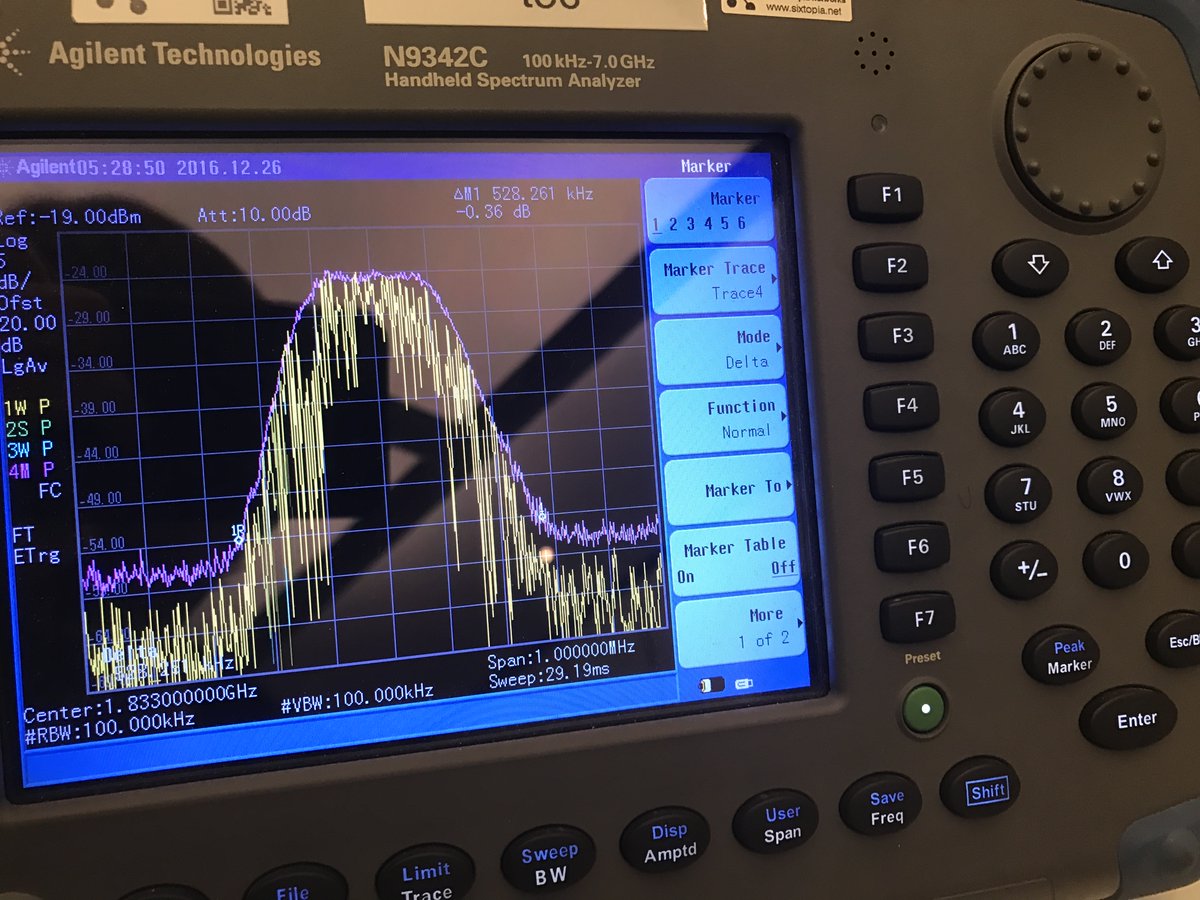 www.sixtopia.net
Agilent Technologies
N9342C 100 kHz-7.0 GHz
Handheld Spectrum Analyzer
Agilent 05:28:50 2016.12.26
Marker
Ref:-19.00dBm Att:10.00dB
ΔM1 528.261 kHz
-0.36 dB
Log
5
dB/
Ofst
20.00
dB
LgAv
1W P
2S P
3W P
4M P
FC
FT
ETrg
-24.00
-29.00
-34.00
-39.00
-44.00
-49.00
-54.00
1R
Center:1.833000000GHz
#RBW:100.000kHz
#VBW:100.000kHz
Span:1.000000MHz
Sweep:29.19ms
Marker
1 2 3 4 5 6
Marker Trace
Trace4
Mode
Delta
Function
Normal
Marker To
Marker Table
On Off
More
1 of 2
F1
F2
F3
F4
F5
F6
F7
Preset
1
ABC
2
DEF
3
4
JKL
5
MNO
7
STU
8
VWX
+/-
0
Peak
Marker
Esc/B
Enter
File
Limit
Trace
Sweep
BW
Disp
Amptd
User
Span
Save
Freq
Shift